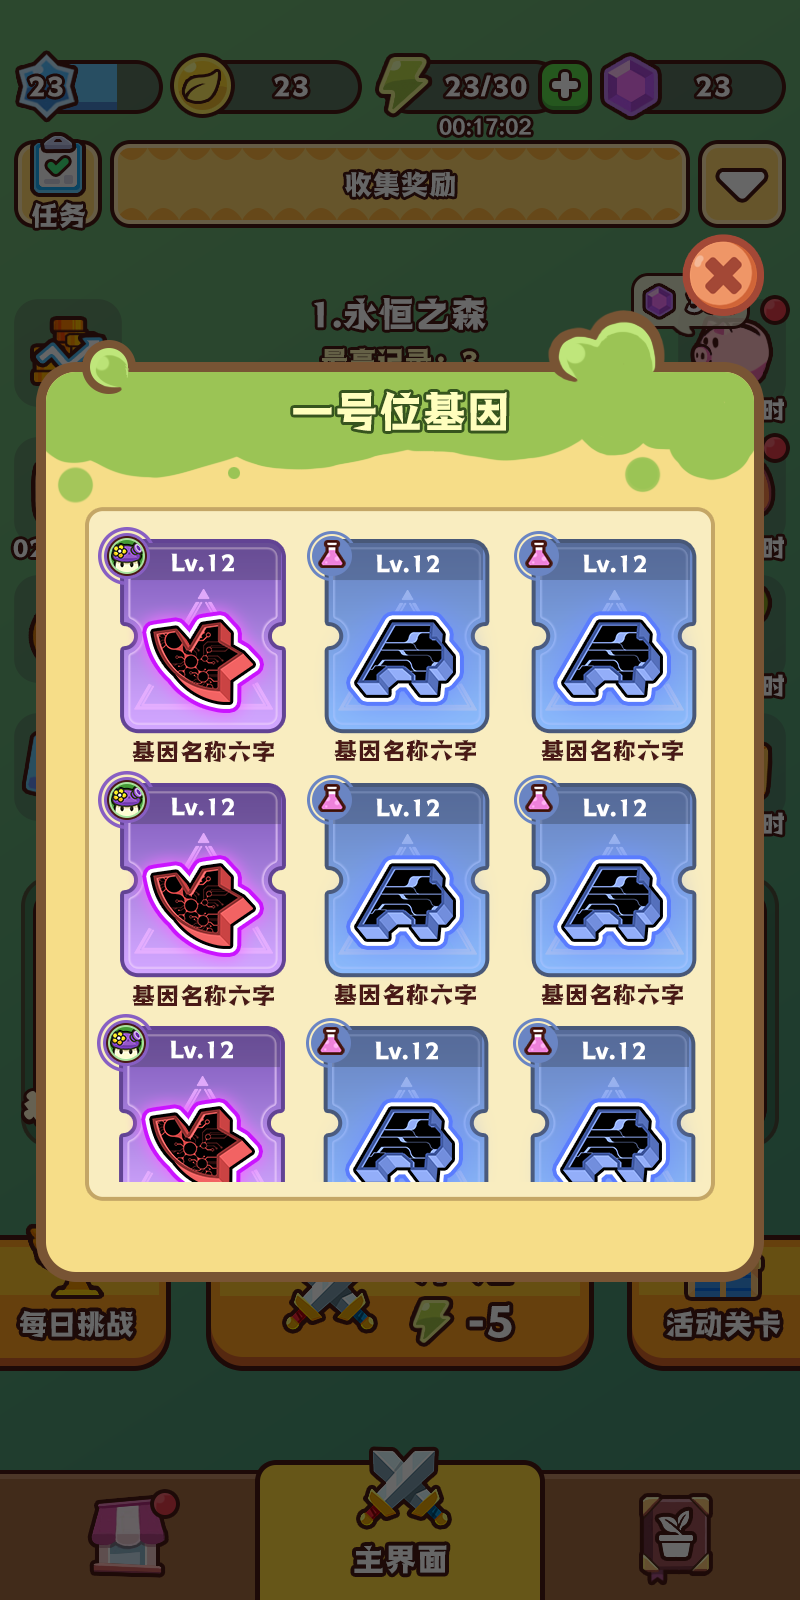 23
23
23/30
23
00:17:02
任务
收集奖励
1.永恒之森
最高记录：3
时
一号位基因
02
时
Lv.12
Lv.12
Lv.12
时
基因名称六字
基因名称六字
基因名称六字
Lv.12
Lv.12
Lv.12
时
基因名称六字
基因名称六字
基因名称六字
Lv.12
Lv.12
Lv.12
每日挑战
-5
活动关卡
主界面